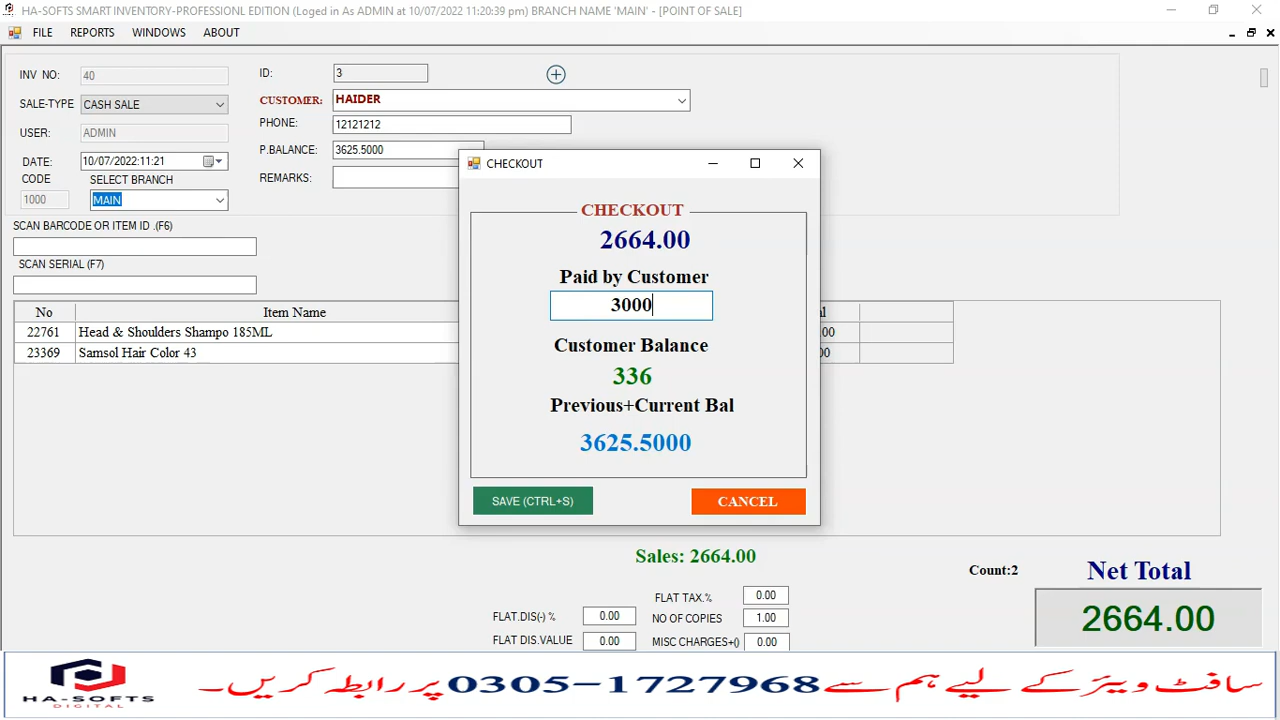 HA-SOFTS SMART INVENTORY-PROFESSIONL EDITION (Loged in As ADMIN at 10/07/2022 11:20:39 pm) BRANCH NAME 'MAIN' - [POINT OF SALE]
FILE REPORTS WINDOWS ABOUT
INV NO: 40
ID: 3
SALE-TYPE CASH SALE
CUSTOMER: HAIDER
USER: ADMIN
PHONE: 12121212
DATE: 10/07/2022:11:21
P.BALANCE: 3625.5000
CODE SELECT BRANCH
REMARKS:
1000 MAIN
SCAN BARCODE OR ITEM ID .(F6)
SCAN SERIAL (F7)
No Item Name al
22761 Head & Shoulders Shampo 185ML 00
23369 Samsol Hair Color 43 00
CHECKOUT
CHECKOUT
2664.00
Paid by Customer
3000
Customer Balance
336
Previous+Current Bal
3625.5000
SAVE (CTRL+S) CANCEL
Sales: 2664.00
Count:2
Net Total
2664.00
FLAT TAX.% 0.00
FLAT.DIS(-) % 0.00
NO OF COPIES 1.00
FLAT DIS.VALUE 0.00
MISC CHARGES+() 0.00
HA-SOFTS
DIGITAL
سافٹ ویئر کے لیے ہم سے 0305-1727968 پر رابطہ کریں۔